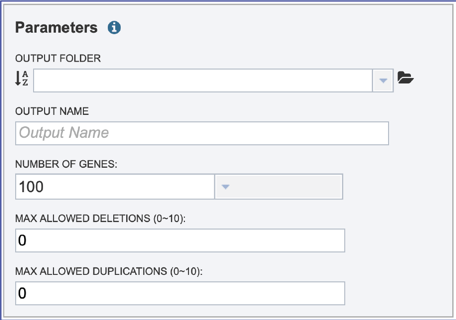 Parameters
OUTPUT FOLDER
OUTPUT NAME
Output Name
NUMBER OF GENES:
100
MAX ALLOWED DELETIONS (0~10):
0
MAX ALLOWED DUPLICATIONS (0~10):
0